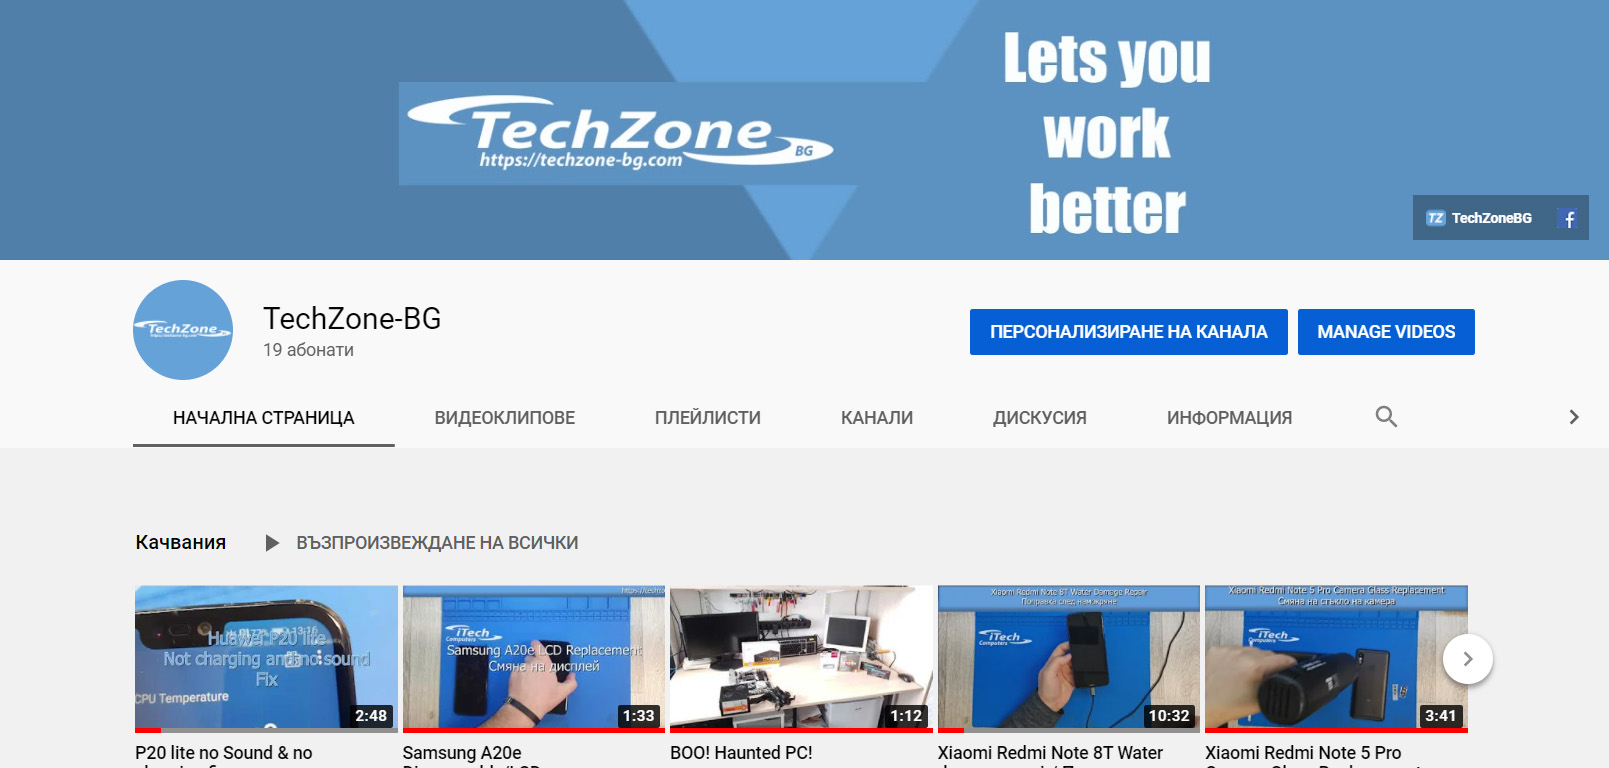 Lets you
work
better
TechZone BG
https://techzone-bg.com
TZ TechZoneBG f
TechZone
TechZone-BG
19 абонати
ПЕРСОНАЛИЗИРАНЕ НА КАНАЛА
MANAGE VIDEOS
НАЧАЛНА СТРАНИЦА ВИДЕОКЛИПОВЕ ПЛЕЙЛИСТИ КАНАЛИ ДИСКУСИЯ ИНФОРМАЦИЯ
Качвания ВЪЗПРОИЗВЕЖДАНЕ НА ВСИЧКИ
Huawei P20 lite
Not charging and no sound
Fix
CPU Temperature
2:48
iTech
Computers
Samsung A20e LCD Replacement
Смяна на дисплей
1:33
1:12
Xiaomi Redmi Note 8T Water Damage Repair
Поправка след намокряне
iTech
Computers
10:32
Xiaomi Redmi Note 5 Pro Camera Glass Replacement
Смяна на стъкло на камера
iTech
Computers
3:41
P20 lite no Sound & no
Samsung A20e
BOO! Haunted PC!
Xiaomi Redmi Note 8T Water
Xiaomi Redmi Note 5 Pro